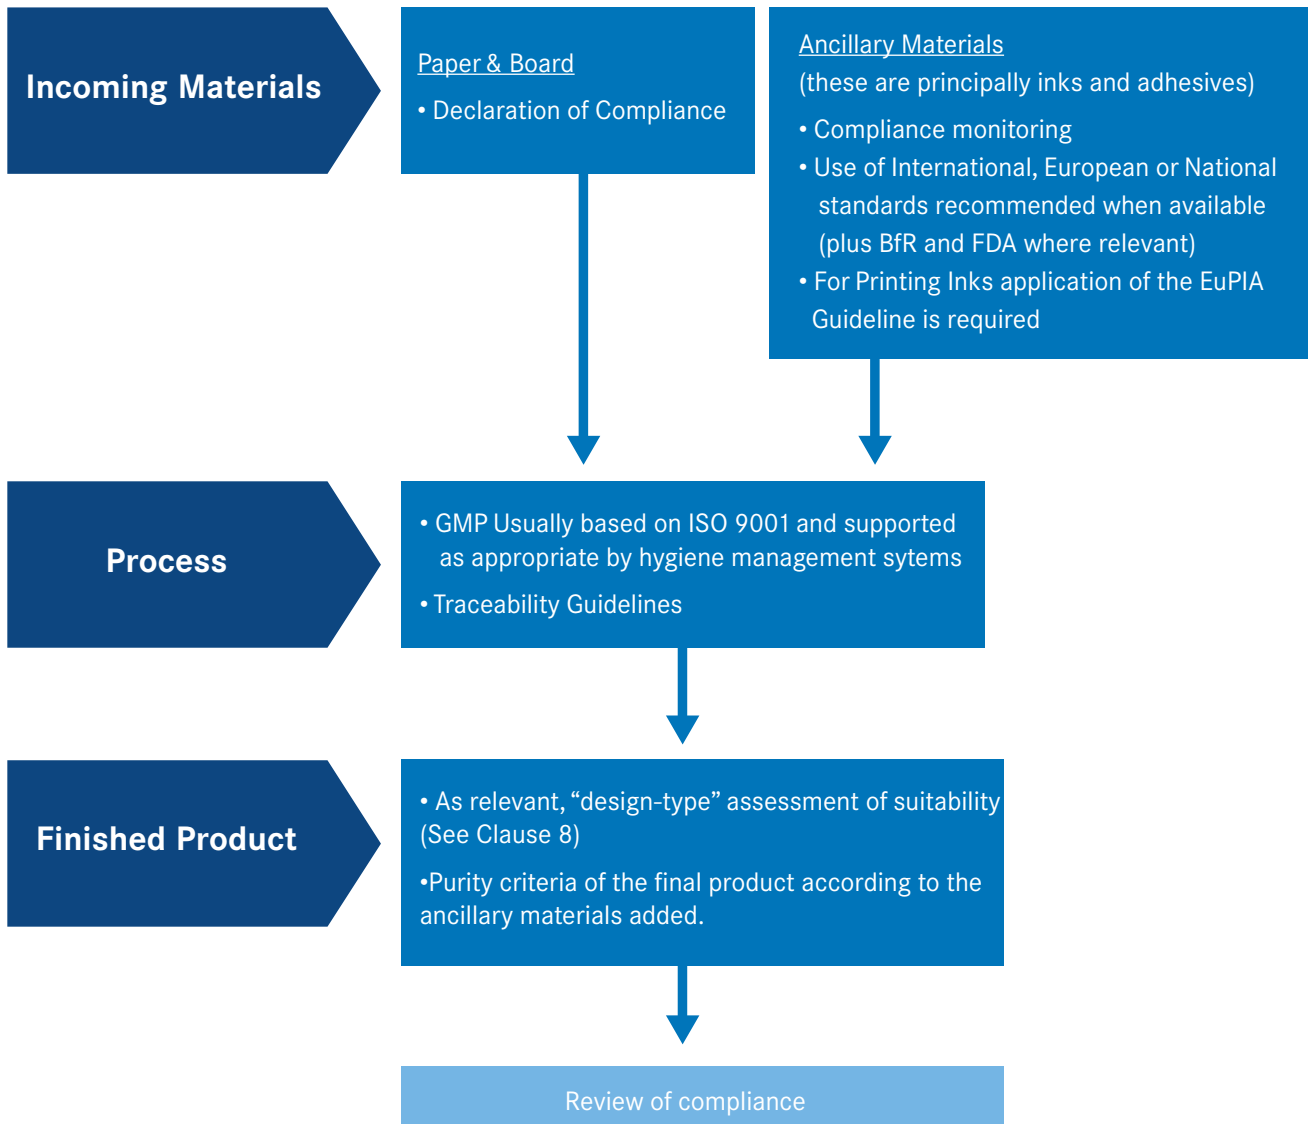 Incoming Materials
Paper & Board
• Declaration of Compliance
Ancillary Materials
(these are principally inks and adhesives)
• Compliance monitoring
• Use of International, European or National
standards recommended when available
(plus BfR and FDA where relevant)
• For Printing Inks application of the EuPIA
Guideline is required
Process
• GMP Usually based on ISO 9001 and supported
as appropriate by hygiene management sytems
• Traceability Guidelines
Finished Product
• As relevant, “design-type” assessment of suitability
(See Clause 8)
•Purity criteria of the final product according to the
ancillary materials added.
Review of compliance